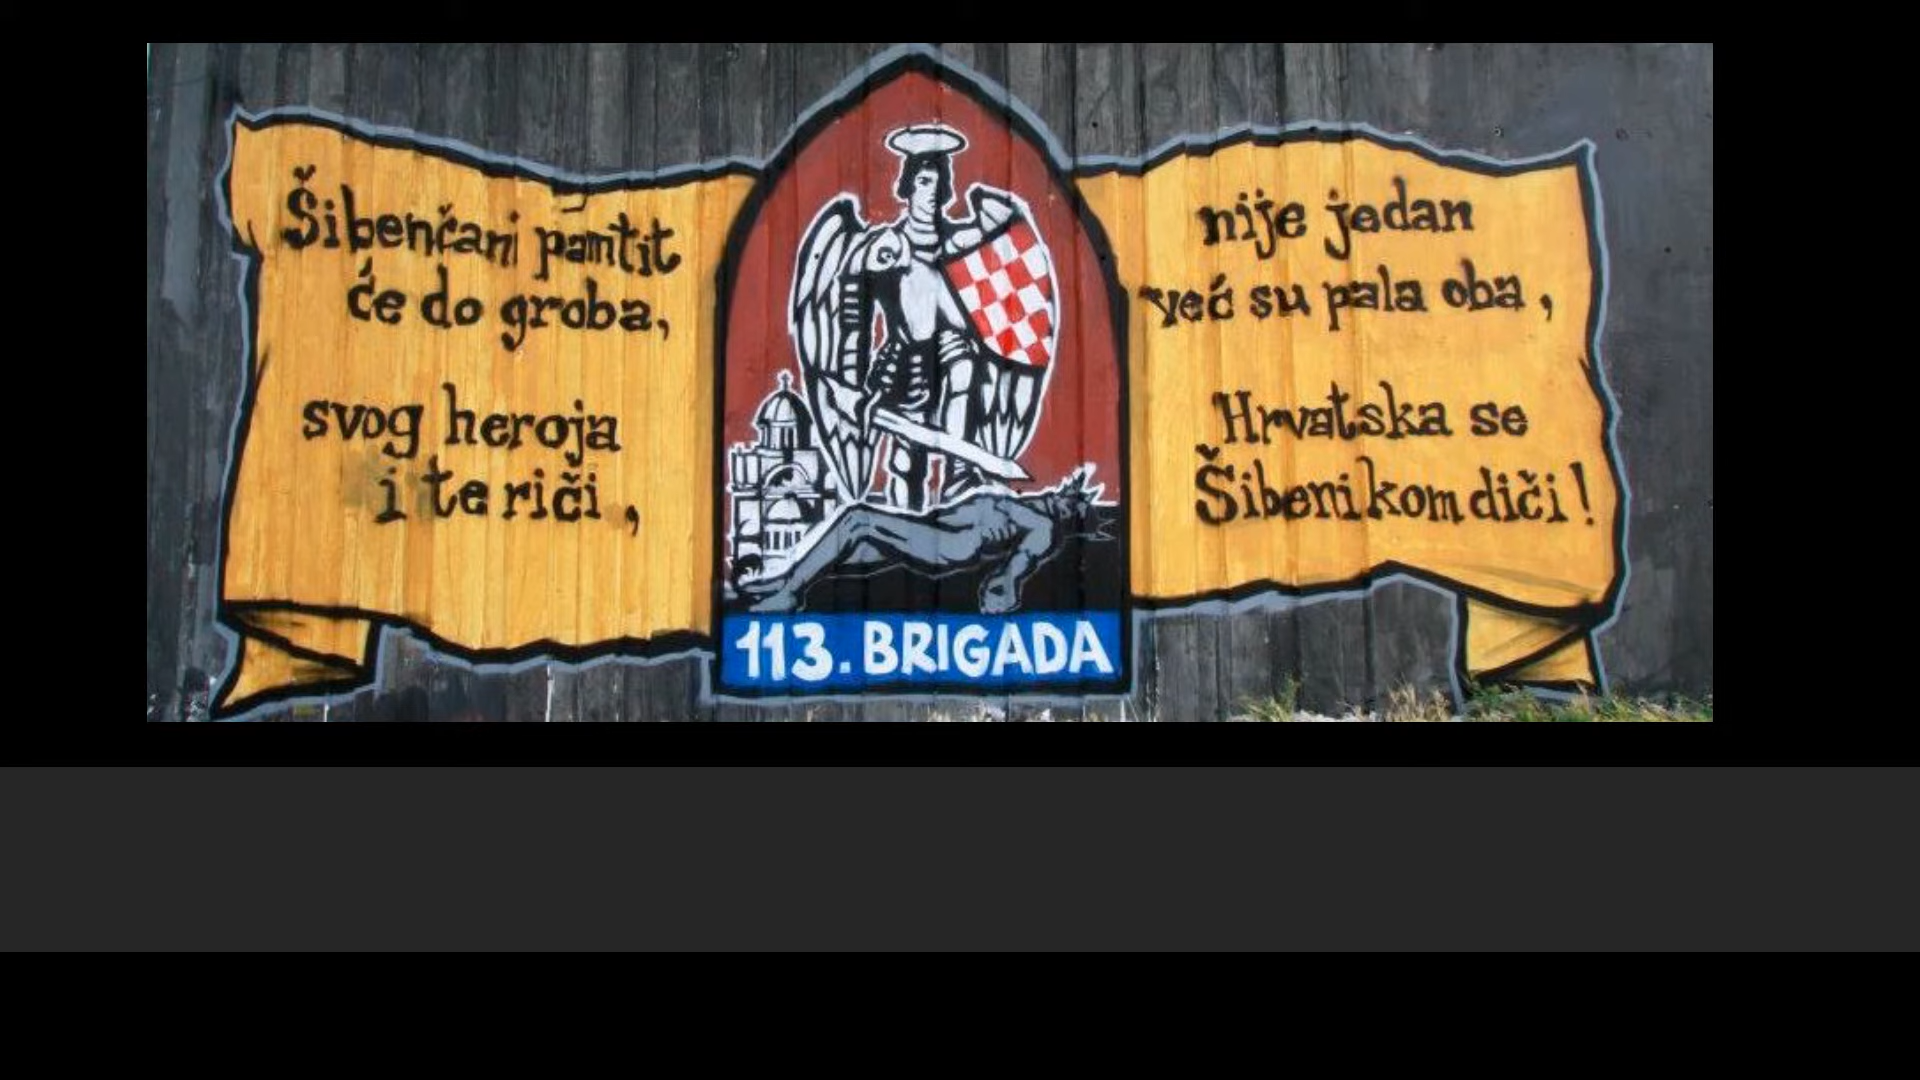 Šibenčani pamtit
će do groba,
svog heroja
i te riči,
113. BRIGADA
nije jedan
već su pala oba,
Hrvatska se
Šibenikom diči!